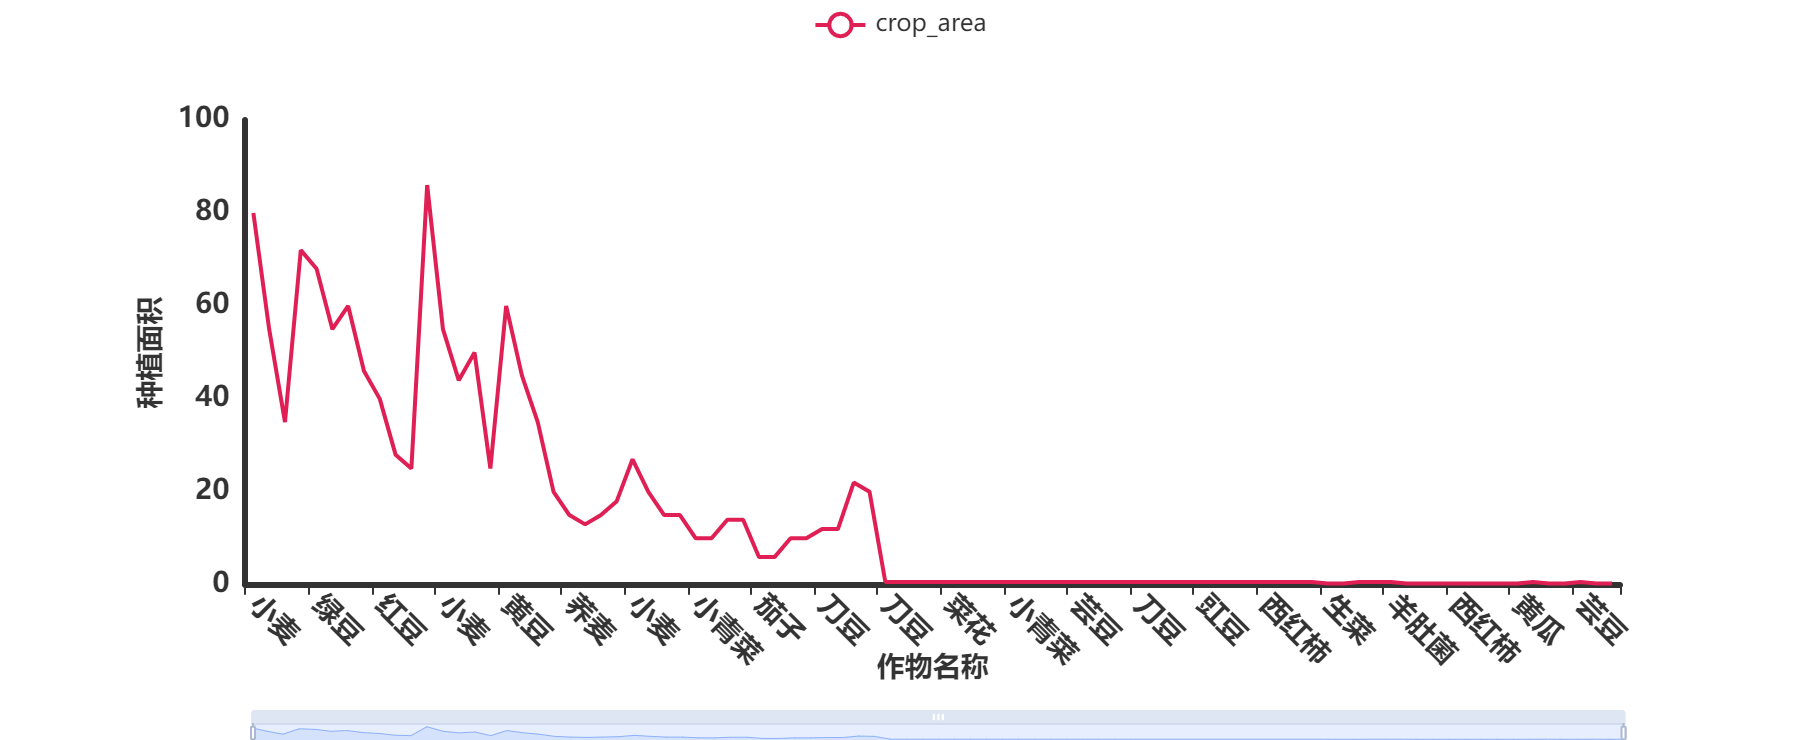 crop_area
100
80
60
40
20
0
种植面积
小麦
绿豆
红豆
小麦
黄豆
荞麦
小麦
小青菜
茄子
刀豆
刀豆
菜花
小青菜
芸豆
刀豆
豇豆
西红柿
生菜
羊肚菌
西红柿
黄瓜
芸豆
作物名称